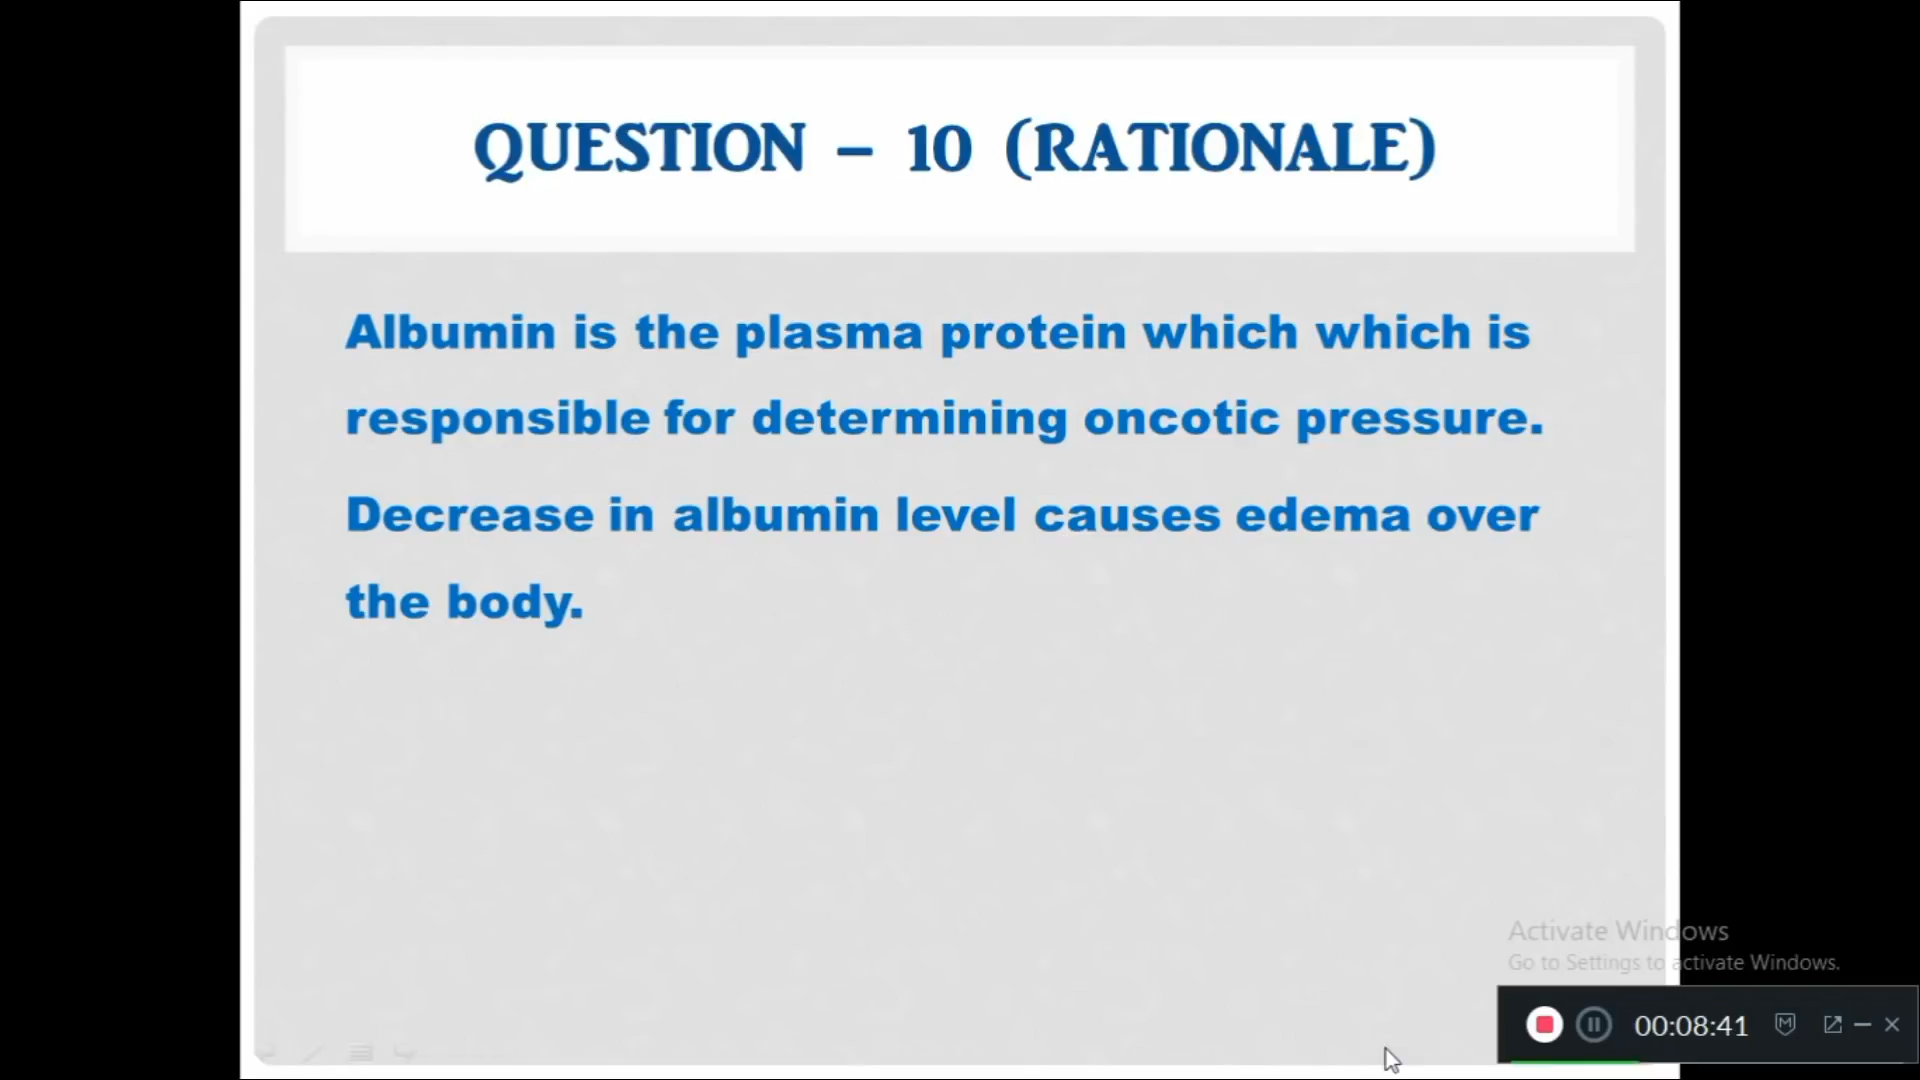 QUESTION – 10 (RATIONALE)
Albumin is the plasma protein which which is
responsible for determining oncotic pressure.
Decrease in albumin level causes edema over
the body.
Activate Windows
Go to Settings to activate Windows.
00:08:41